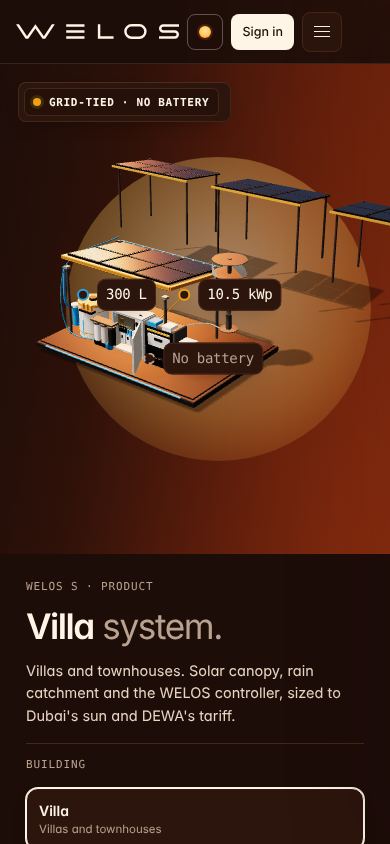 WELOS
Sign in
GRID-TIED · NO BATTERY
300 L
10.5 kWp
No battery
WELOS S · PRODUCT
Villa system.
Villas and townhouses. Solar canopy, rain
catchment and the WELOS controller, sized to
Dubai's sun and DEWA's tariff.
BUILDING
Villa
Villas and townhouses